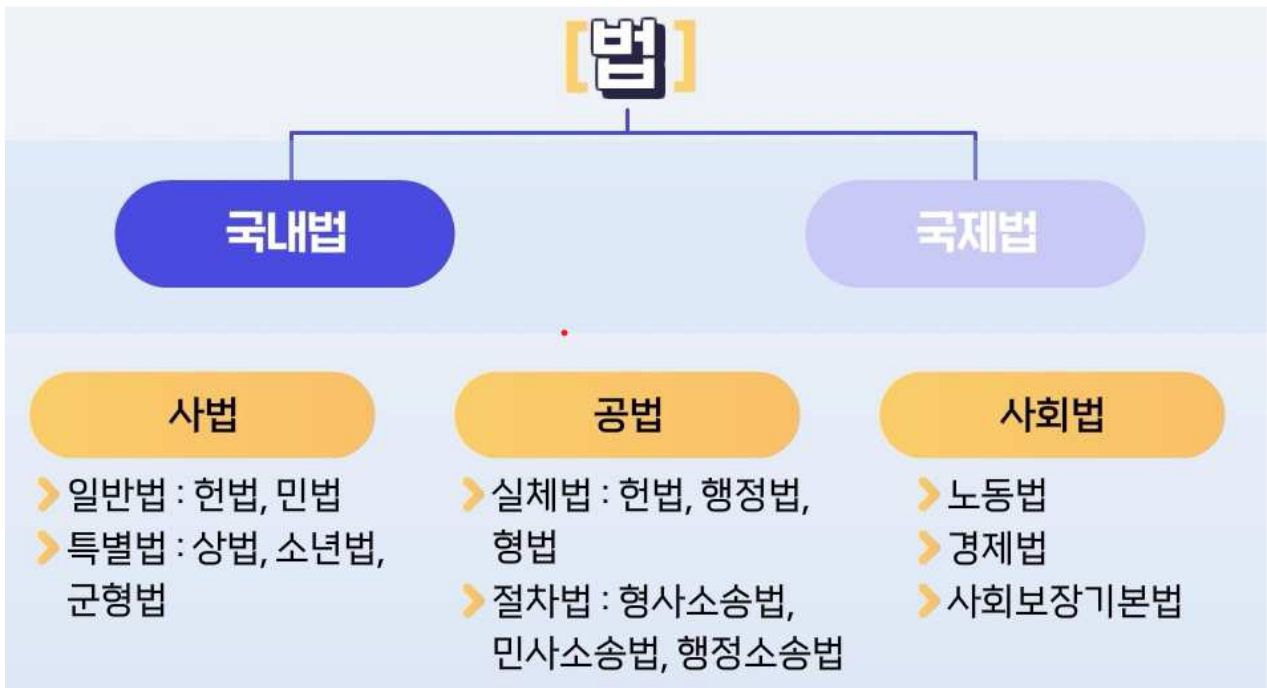 [법]
국내법
국제법
사법
일반법 : 헌법, 민법
특별법 : 상법, 소년법,
군형법
공법
실체법 : 헌법, 행정법,
형법
절차법 : 형사소송법,
민사소송법, 행정소송법
사회법
노동법
경제법
사회보장기본법